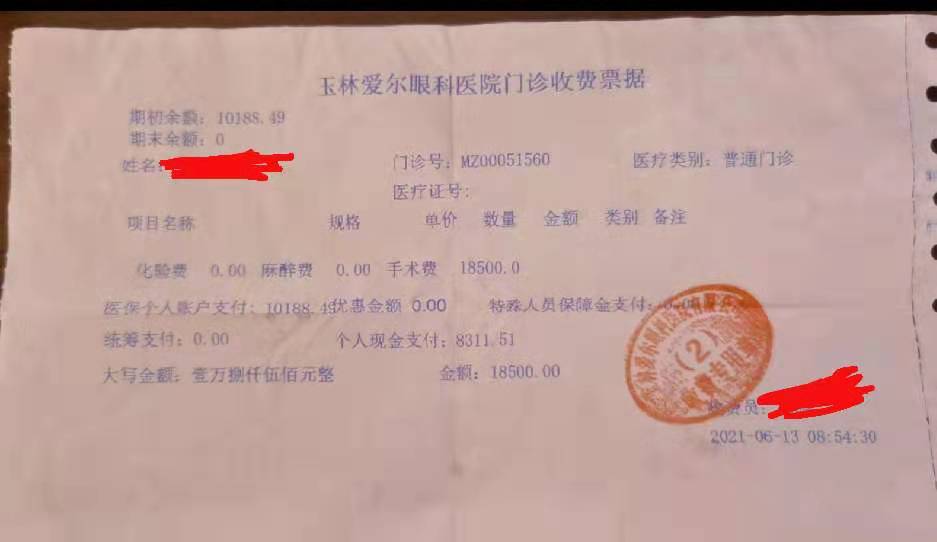 玉林爱尔眼科医院门诊收费票据
期初余额：10188.49
期末余额：0
姓名: 门诊号：MZ00051560 医疗类别：普通门诊
医疗证号:
项目名称 规格 单价 数量 金额 类别 备注
化验费 0.00 麻醉费 0.00 手术费 18500.0
医保个人账户支付：10188.49优惠金额 0.00 特殊人员保障金支付：0.00
统筹支付：0.00 个人现金支付：8311.51
大写金额：壹万捌仟伍佰元整 金额：18500.00
(2)
收费员:
2021-06-13 08:54:30